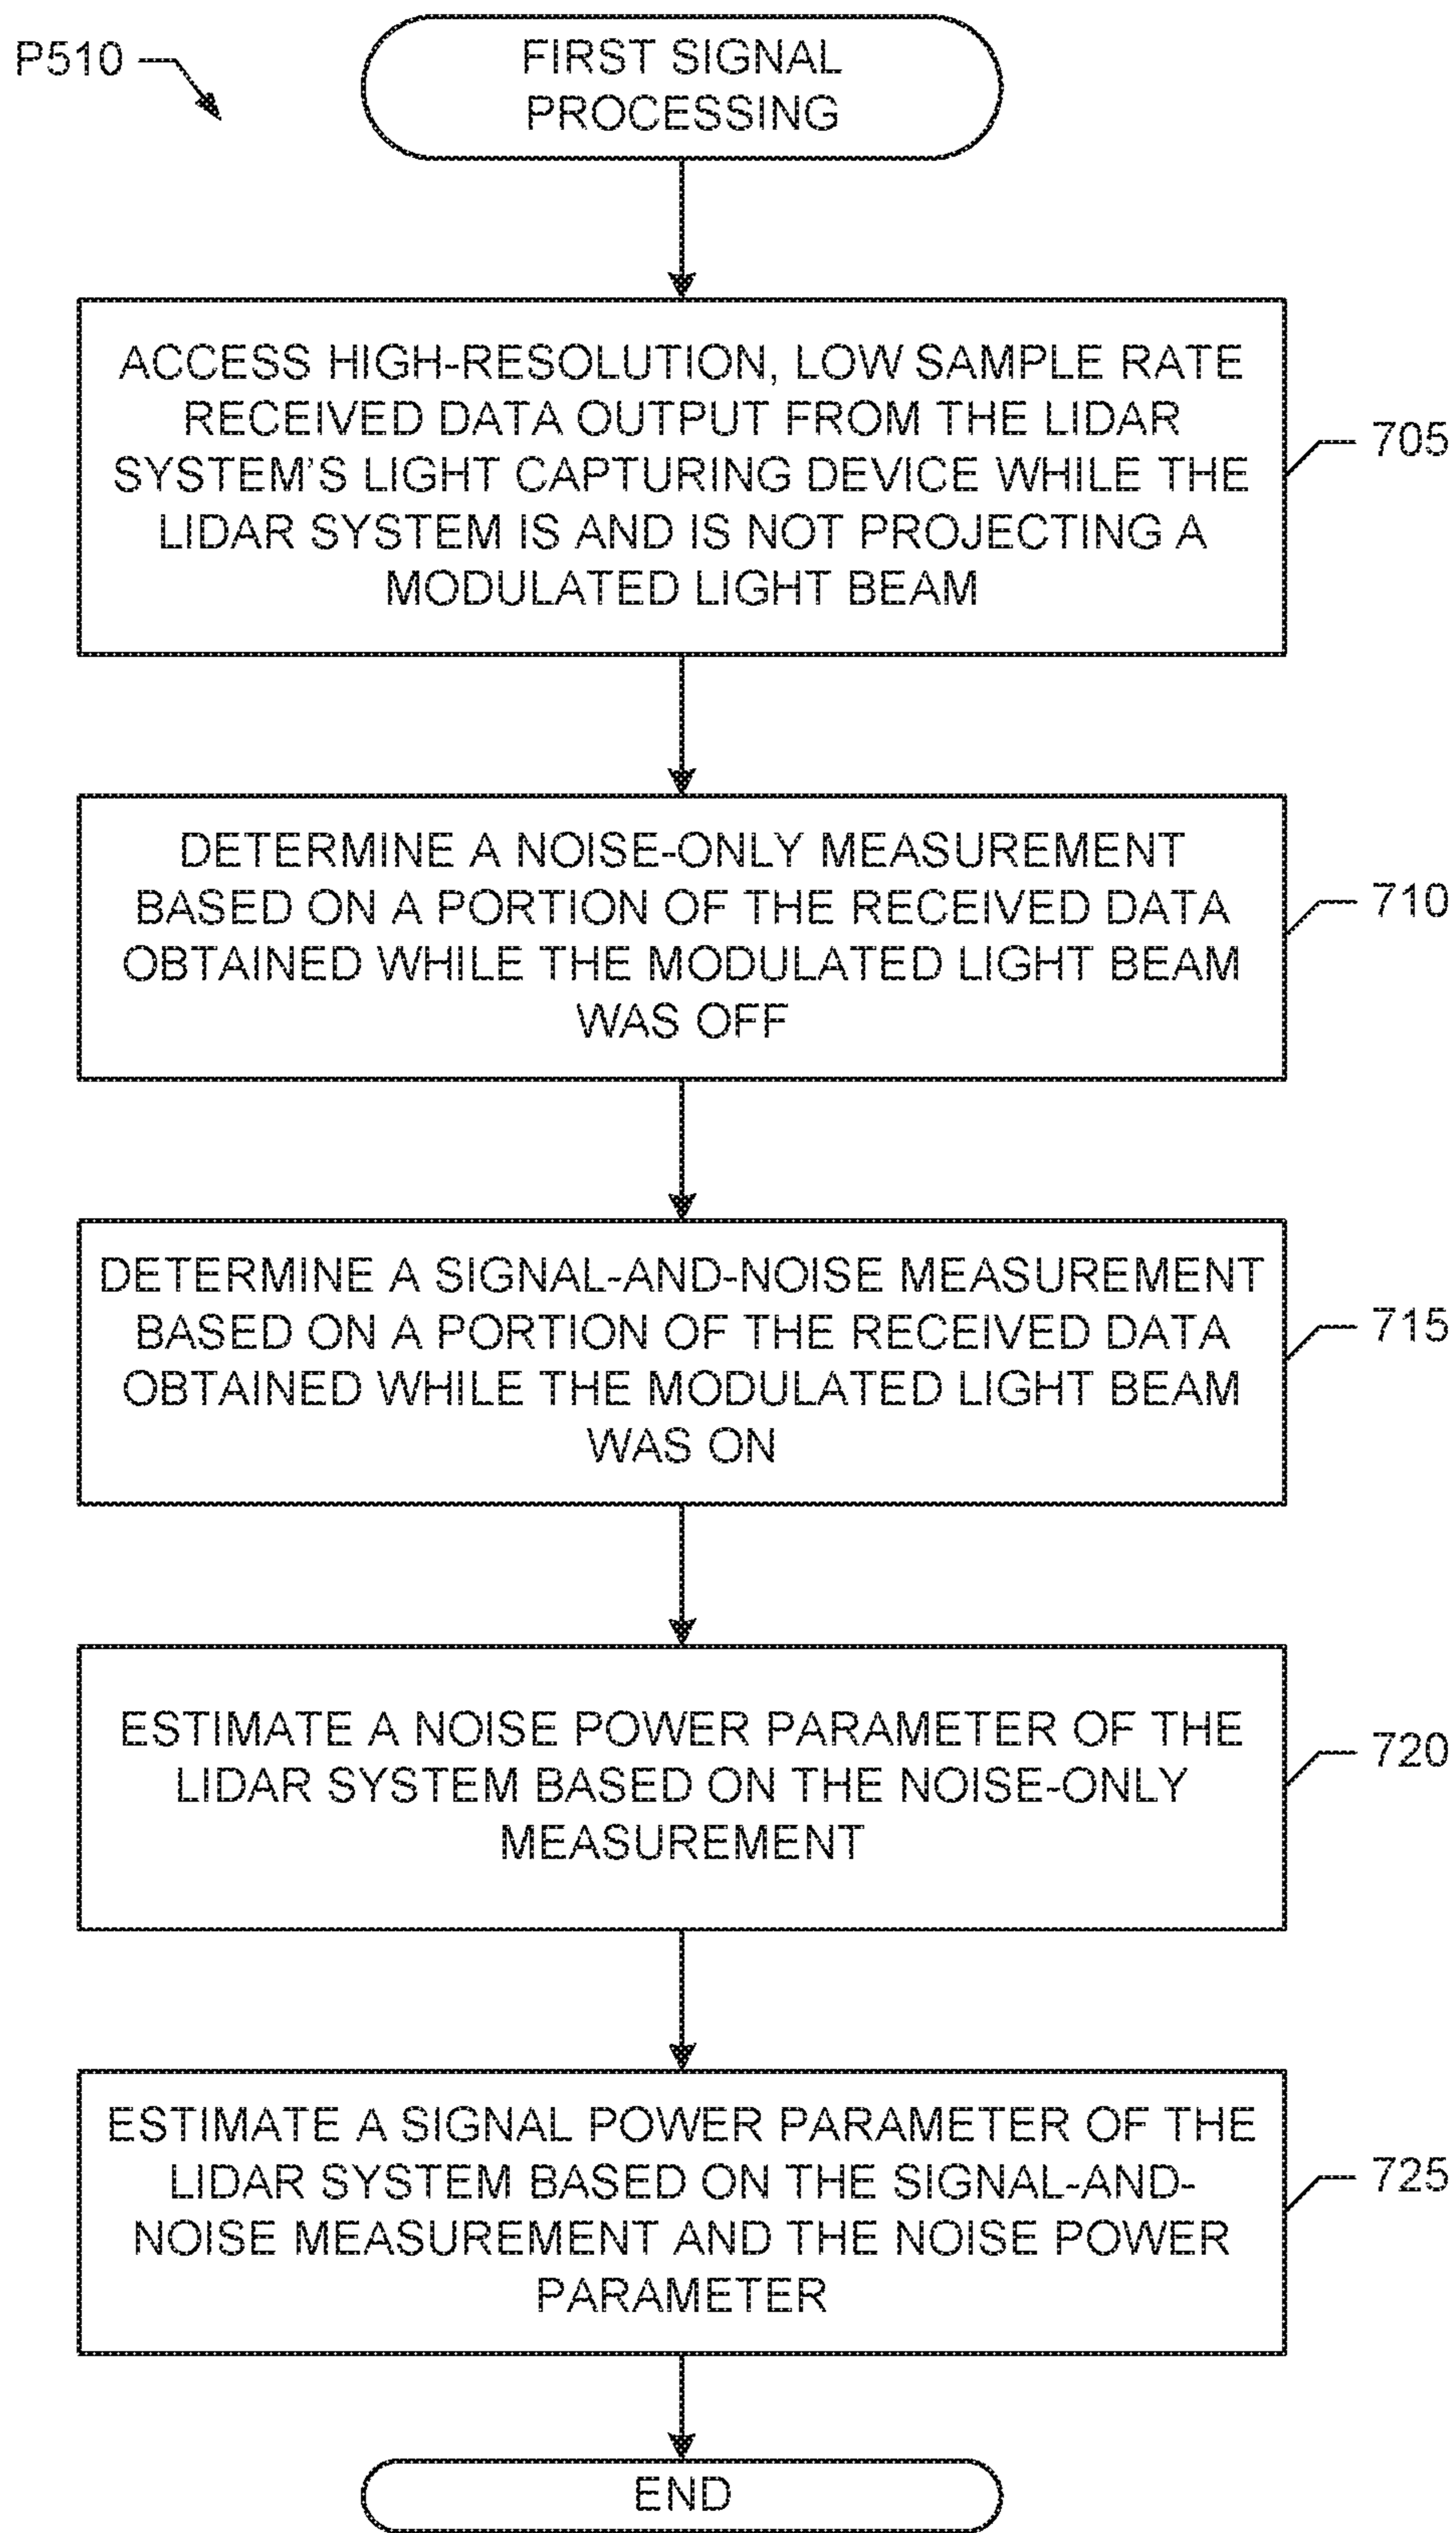 P510
FIRST SIGNAL
PROCESSING
ACCESS HIGH-RESOLUTION, LOW SAMPLE RATE
RECEIVED DATA OUTPUT FROM THE LIDAR
SYSTEM'S LIGHT CAPTURING DEVICE WHILE THE
LIDAR SYSTEM IS AND IS NOT PROJECTING A
MODULATED LIGHT BEAM
705
DETERMINE A NOISE-ONLY MEASUREMENT
BASED ON A PORTION OF THE RECEIVED DATA
OBTAINED WHILE THE MODULATED LIGHT BEAM
WAS OFF
710
DETERMINE A SIGNAL-AND-NOISE MEASUREMENT
BASED ON A PORTION OF THE RECEIVED DATA
OBTAINED WHILE THE MODULATED LIGHT BEAM
WAS ON
715
ESTIMATE A NOISE POWER PARAMETER OF THE
LIDAR SYSTEM BASED ON THE NOISE-ONLY
MEASUREMENT
720
ESTIMATE A SIGNAL POWER PARAMETER OF THE
LIDAR SYSTEM BASED ON THE SIGNAL-AND-
NOISE MEASUREMENT AND THE NOISE POWER
PARAMETER
725
END